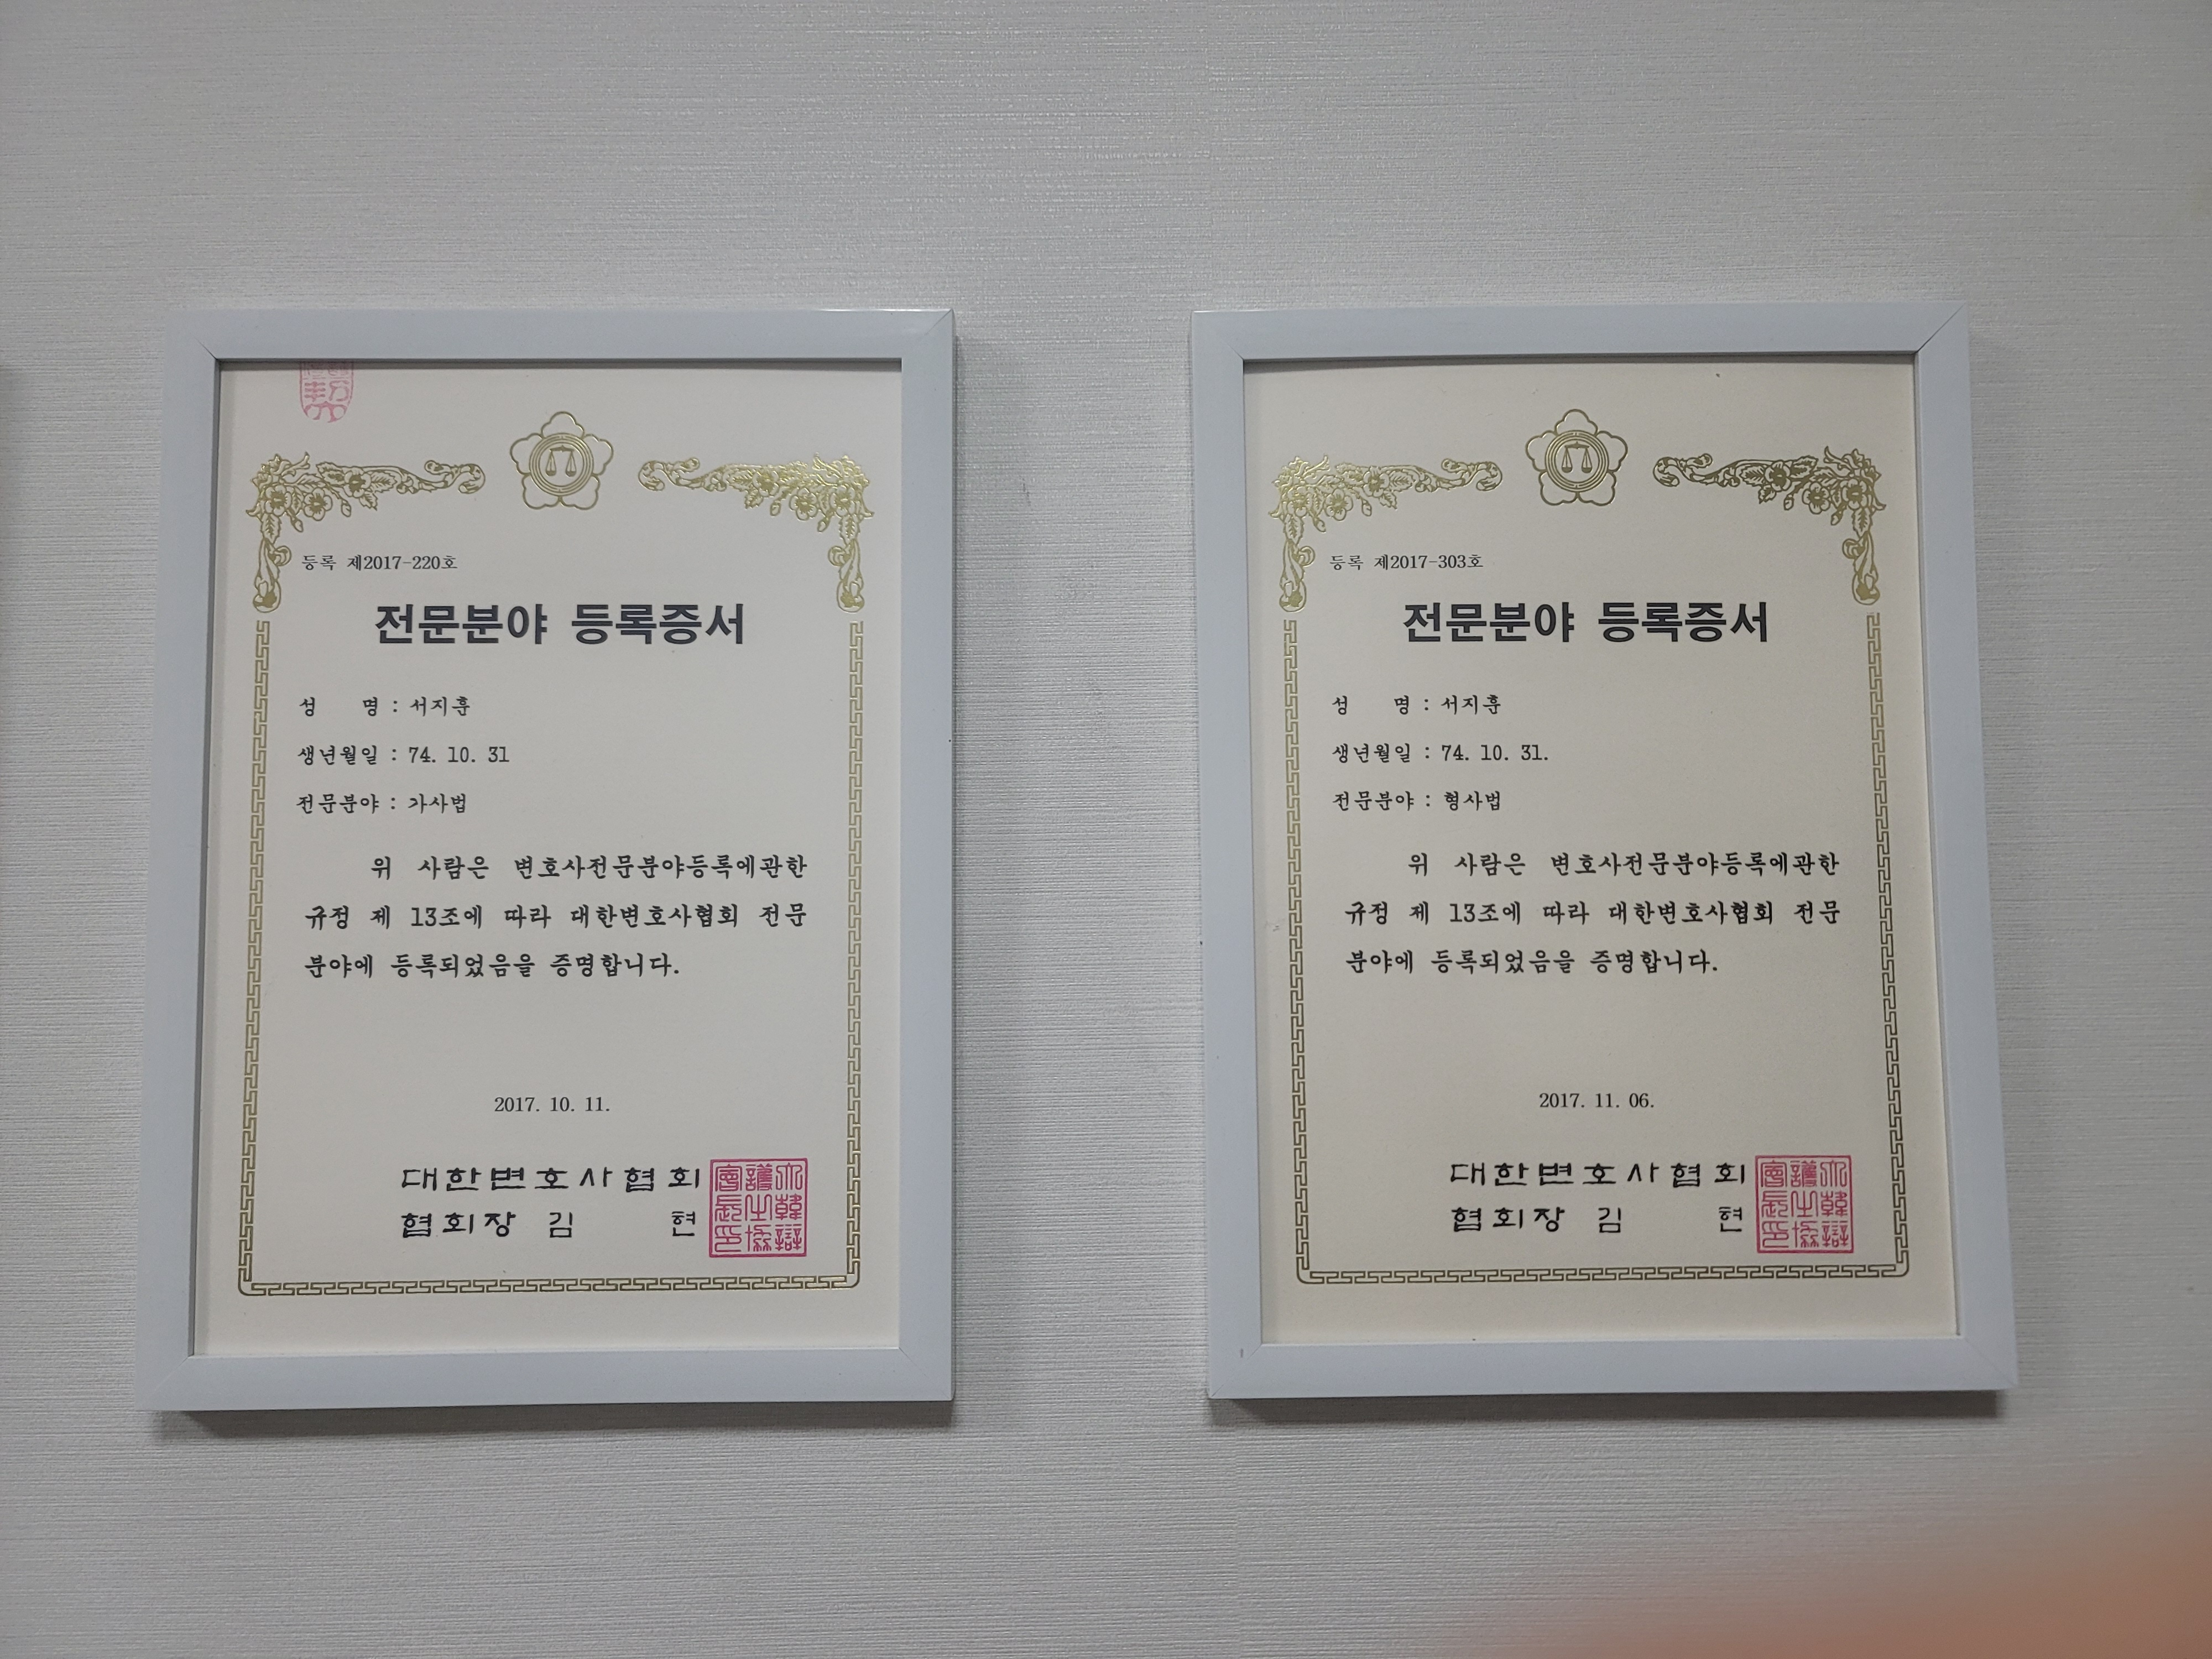 등록 제2017-220호
전문분야 등록증서
성 명 : 서지훈
생년월일 : 74. 10. 31
전문분야 : 가사법
위 사람은 변호사전문분야등록에관한
규정 제 13조에 따라 대한변호사협회 전문
분야에 등록되었음을 증명합니다.
2017. 10. 11.
대한변호사협회
협회장 김 현
등록 제2017-303호
전문분야 등록증서
성 명 : 서지훈
생년월일 : 74. 10. 31.
전문분야 : 형사법
위 사람은 변호사전문분야등록에관한
규정 제 13조에 따라 대한변호사협회 전문
분야에 등록되었음을 증명합니다.
2017. 11. 06.
대한변호사협회
협회장 김 현